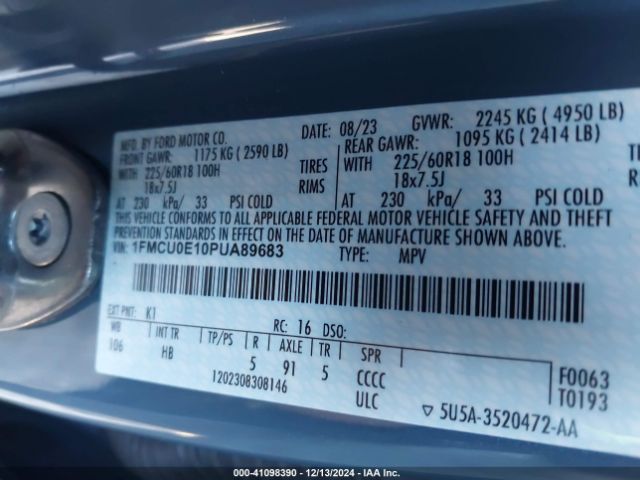 MFD. BY FORD MOTOR CO. DATE: 08/23 GVWR: 2245 KG ( 4950 LB)
FRONT GAWR: 1175 KG ( 2590 LB) REAR GAWR: 1095 KG ( 2414 LB)
WITH 225/60R18 100H TIRES WITH 225/60R18 100H TIRES
18x7.5J RIMS 18x7.5J RIMS
AT 230 kPa/ 33 PSI COLD AT 230 kPa/ 33 PSI COLD
THIS VEHICLE CONFORMS TO ALL APPLICABLE FEDERAL MOTOR VEHICLE SAFETY AND THEFT
PREVENTION STANDARDS IN EFFECT ON THE DATE OF MANUFACTURE SHOWN ABOVE.
VIN: 1FMCU0E10PUA89683 TYPE: MPV
EXT PNT: K1 RC: 16 DSO:
WB INT TR TP/PS R AXLE TR SPR
106 HB 5 91 5 CCCC F0063
1202308308146 ULC T0193
▽ 5U5A-3520472-AA
000-41098390 - 12/13/2024 - IAA Inc.